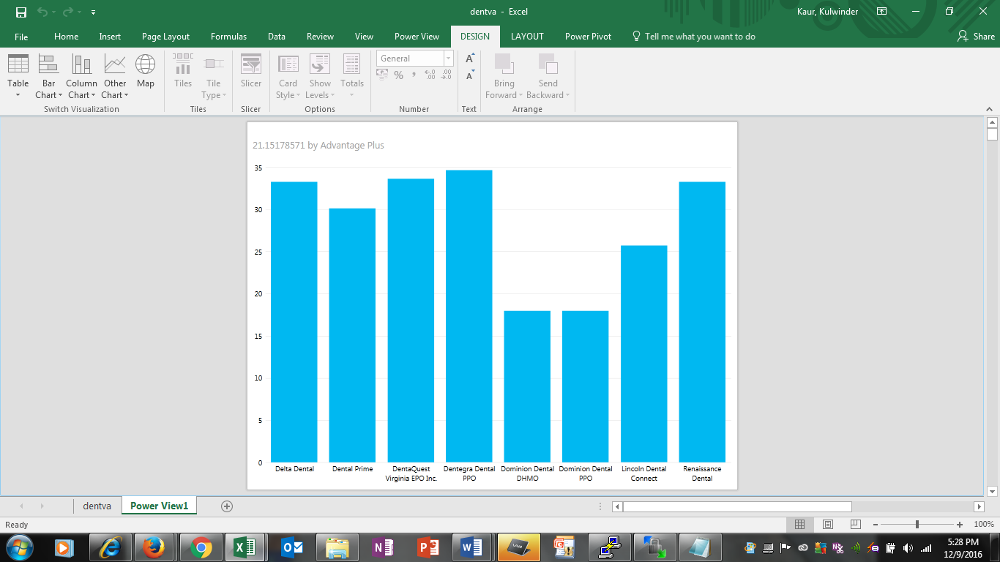 dentva - Excel
Kaur, Kulwinder
File Home Insert Page Layout Formulas Data Review View Power View DESIGN LAYOUT Power Pivot Tell me what you want to do Share
Table
Bar Chart
Column Chart
Other Chart
Map
Switch Visualization
Tiles
Tile Type
Tiles
Slicer
Slicer
Card Style
Show Levels
Totals
Options
General
% , .00 .00
Number
A
A
Text
Bring Forward
Send Backward
Arrange
21.15178571 by Advantage Plus
35
30
25
20
15
10
5
0
Delta Dental
Dental Prime
DentaQuest
Virginia EPO Inc.
Dentegra Dental
PPO
Dominion Dental
DHMO
Dominion Dental
PPO
Lincoln Dental
Connect
Renaissance
Dental
dentva Power View1
Ready
100%
5:28 PM
12/9/2016